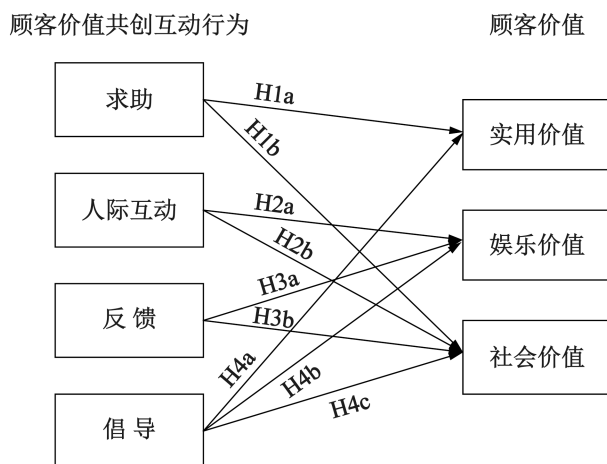 顾客价值共创互动行为
顾客价值
求助
人际互动
反馈
倡导
H1a
H1b
H2a
H2b
H3a
H3b
H4a
H4b
H4c
实用价值
娱乐价值
社会价值